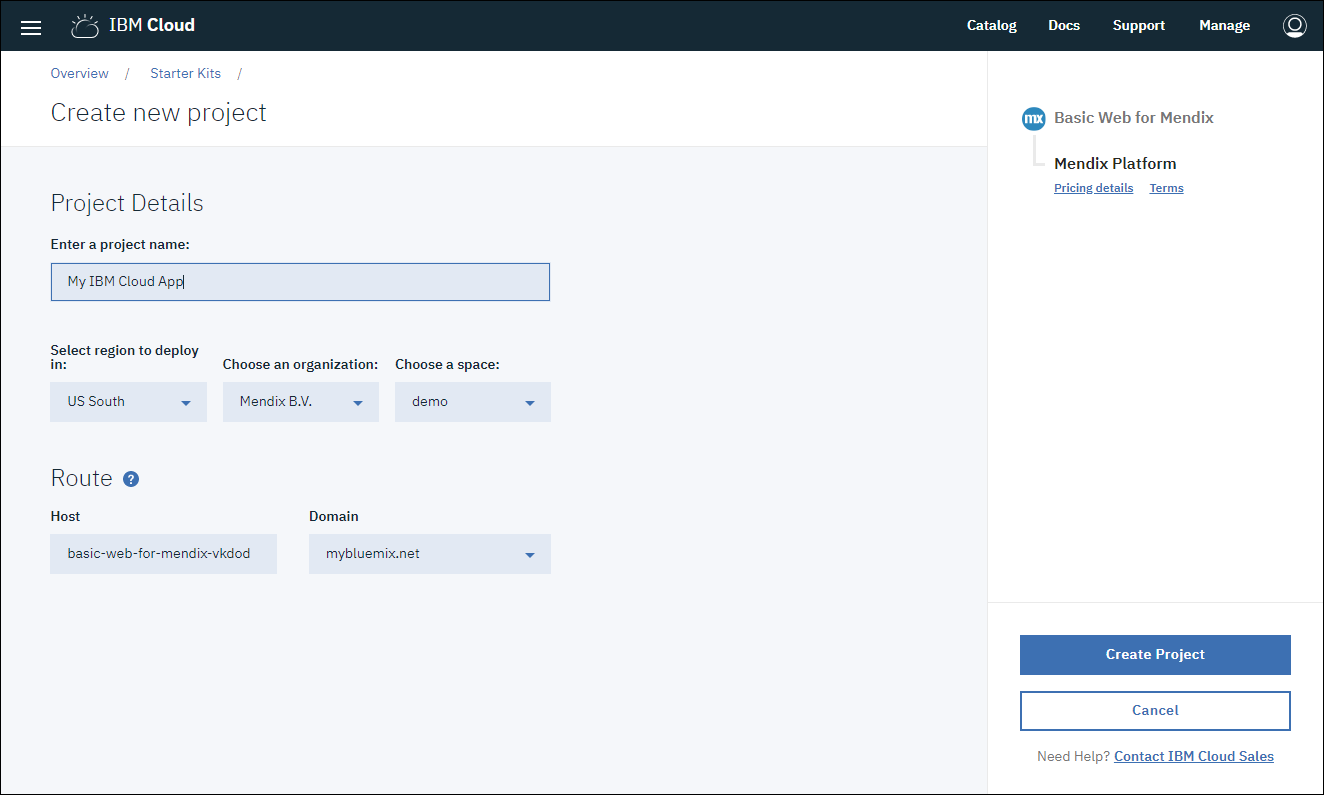 IBM Cloud
Catalog Docs Support Manage
Overview / Starter Kits /
Create new project
mx Basic Web for Mendix
Mendix Platform
Pricing details Terms
Project Details
Enter a project name:
My IBM Cloud App
Select region to deploy
in:
Choose an organization:
Choose a space:
US South
Mendix B.V.
demo
Route ?
Host
Domain
basic-web-for-mendix-vkdod
mybluemix.net
Create Project
Cancel
Need Help? Contact IBM Cloud Sales